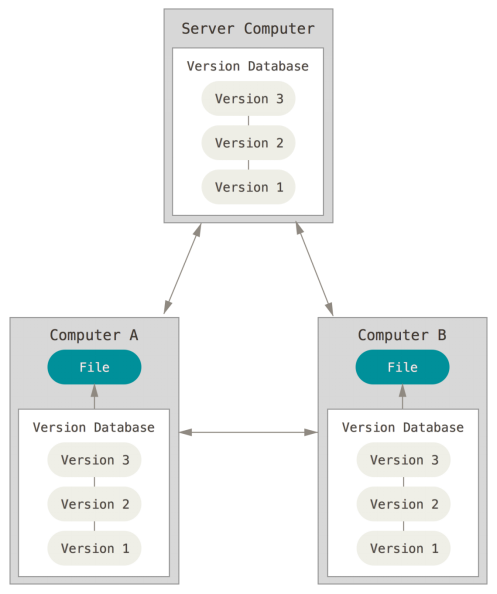 Server Computer
Version Database
Version 3
Version 2
Version 1
Computer A
File
Version Database
Version 3
Version 2
Version 1
Computer B
File
Version Database
Version 3
Version 2
Version 1